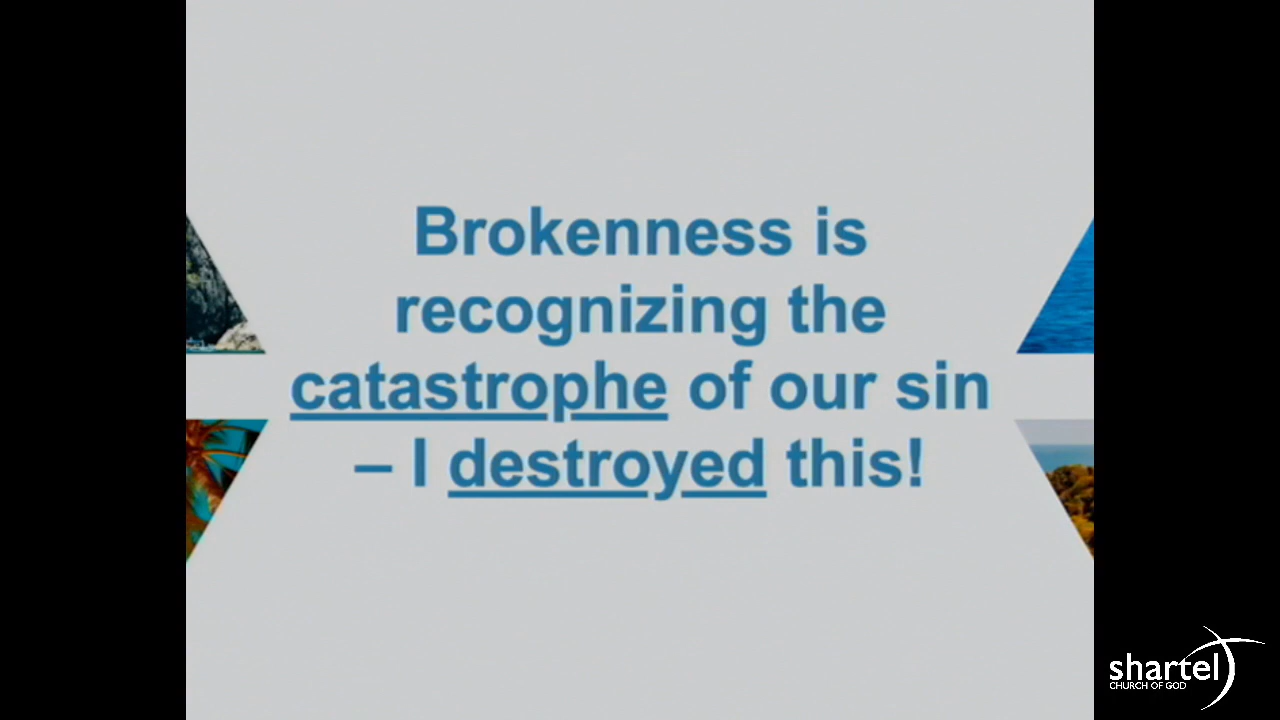 Brokenness is
recognizing the
catastrophe of our sin
– I destroyed this!
shartel
CHURCH OF GOD